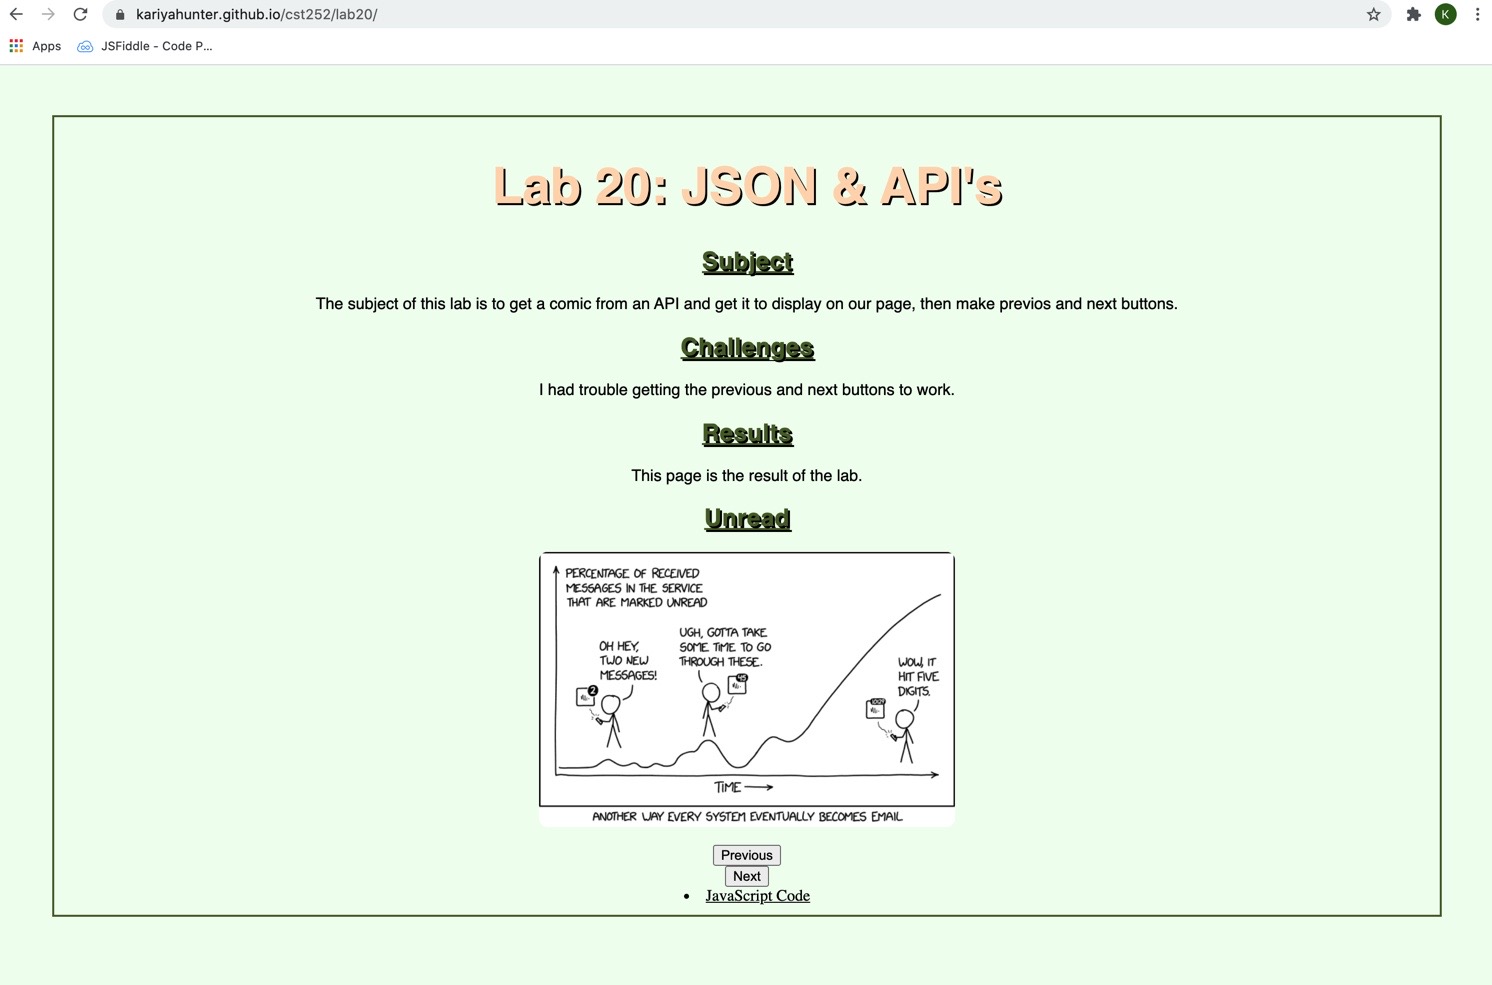 kariyahunter.github.io/cst252/lab20/
K
Apps
JSFiddle - Code P...
Lab 20: JSON & API's
Subject
The subject of this lab is to get a comic from an API and get it to display on our page, then make previos and next buttons.
Challenges
I had trouble getting the previous and next buttons to work.
Results
This page is the result of the lab.
Unread
PERCENTAGE OF RECEIVED
MESSAGES IN THE SERVICE
THAT ARE MARKED UNREAD
OH HEY,
TWO NEW
MESSAGES!
2
UGH, GOTTA TAKE
SOME TIME TO GO
THROUGH THESE.
45
WOW, IT
HIT FIVE
DIGITS.
TIME
ANOTHER WAY EVERY SYSTEM EVENTUALLY BECOMES EMAIL
Previous
Next
JavaScript Code